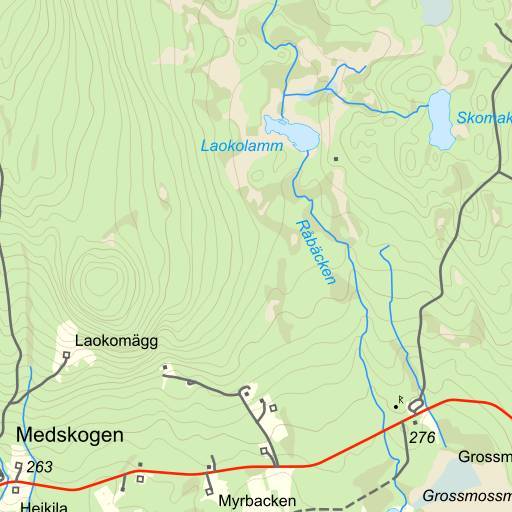 Skomak
Laokolamm
Råbäcken
Laokomägg
Medskogen
276
Grossm
263
Grossmossm
Myrbacken
Heikila
R